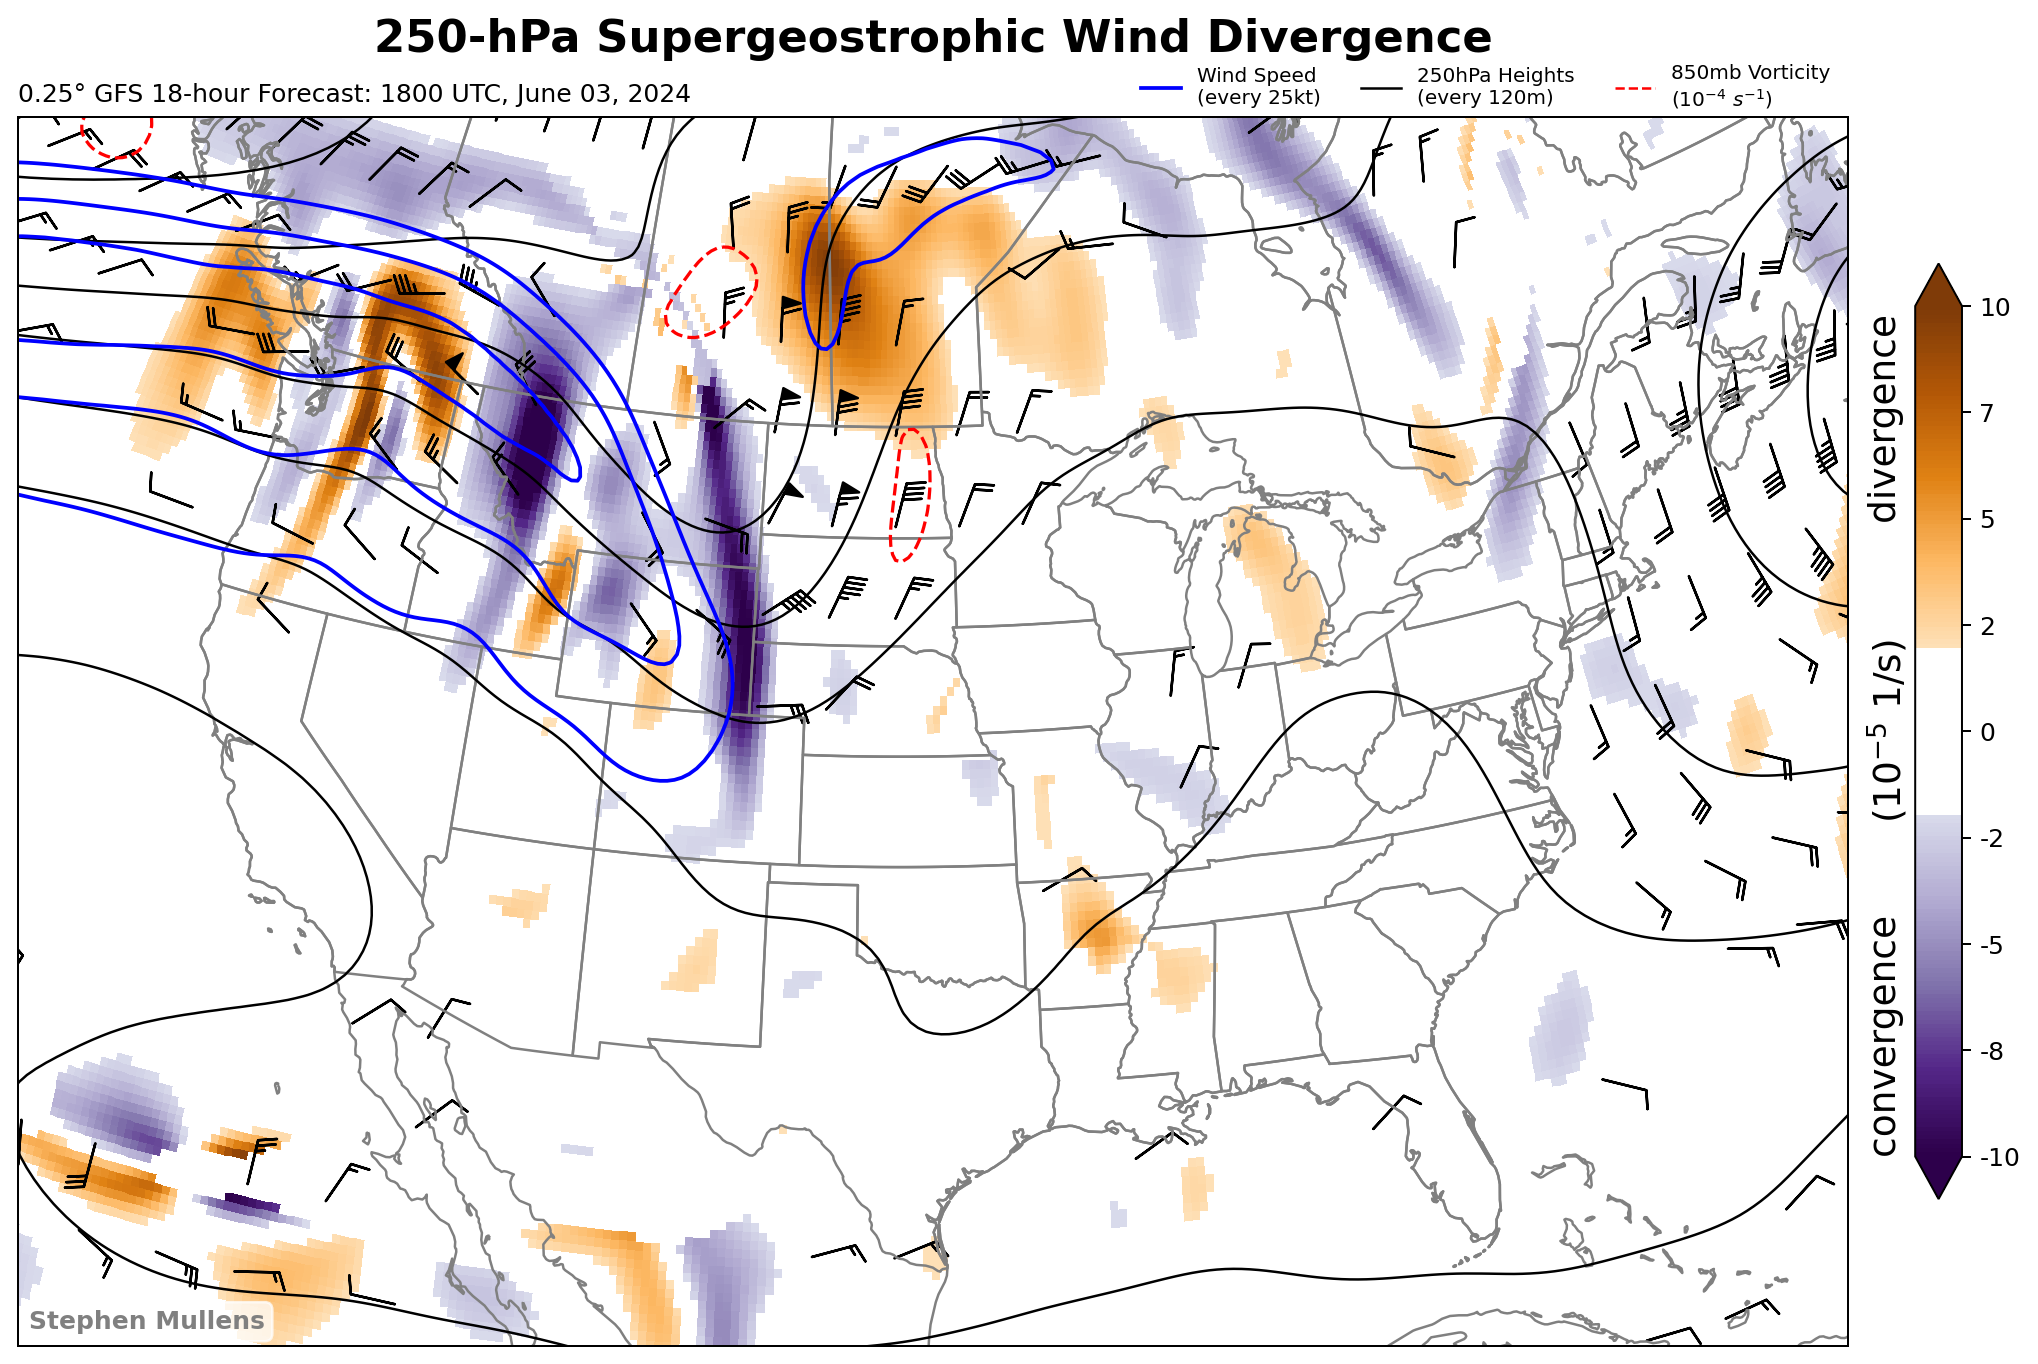 250-hPa Supergeostrophic Wind Divergence
0.25° GFS 18-hour Forecast: 1800 UTC, June 03, 2024
Wind Speed
(every 25kt)
250hPa Heights
(every 120m)
850mb Vorticity
(10⁻⁴ s⁻¹)
10
7
5
2
0
-2
-5
-8
-10
convergence (10⁻⁵ 1/s) divergence
Stephen Mullens